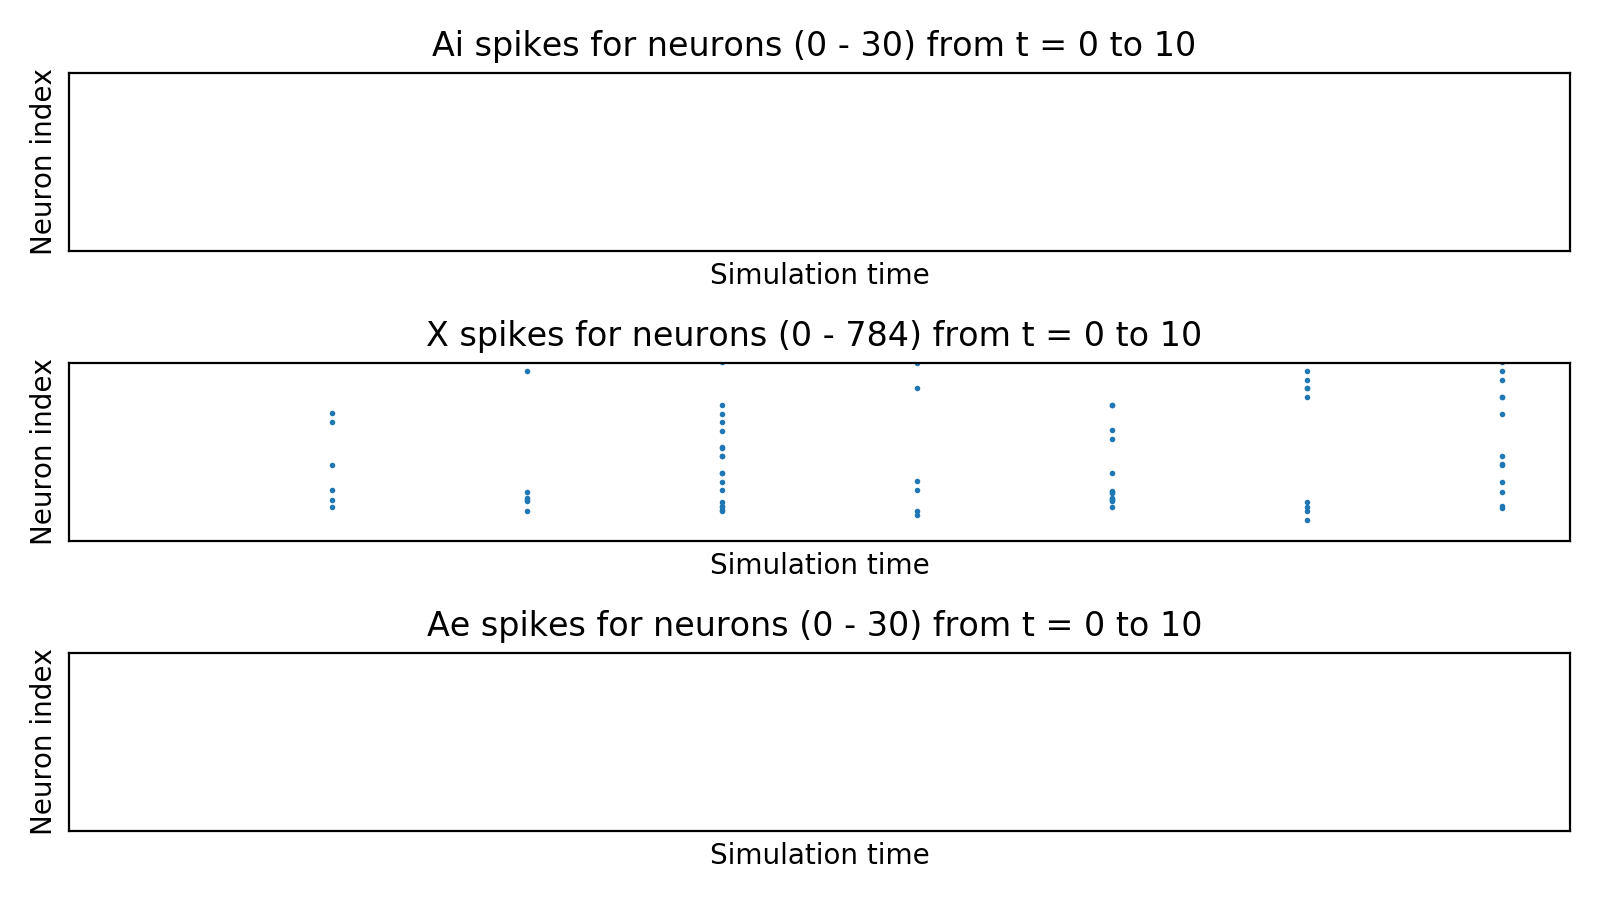 Ai spikes for neurons (0 - 30) from t = 0 to 10
Neuron index
Simulation time
X spikes for neurons (0 - 784) from t = 0 to 10
Neuron index
Simulation time
Ae spikes for neurons (0 - 30) from t = 0 to 10
Neuron index
Simulation time